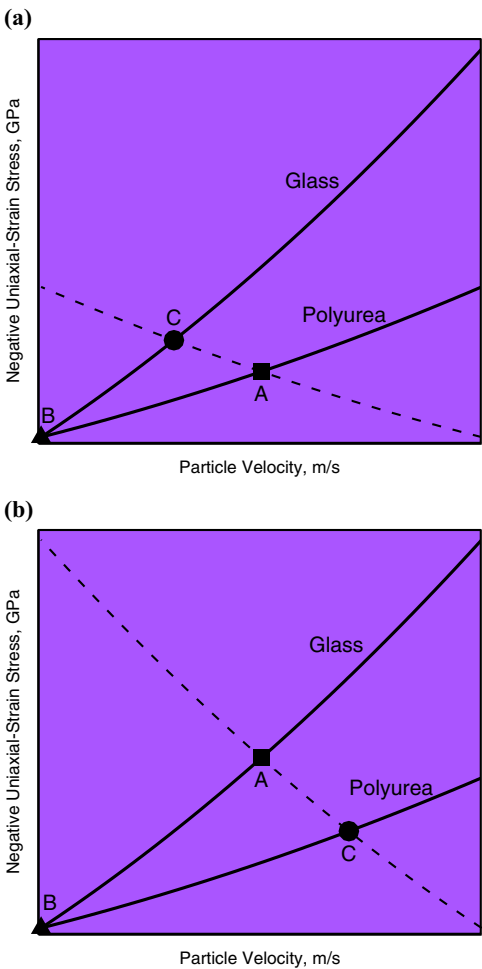 (a)
Negative Uniaxial-Strain Stress, GPa
Glass
Polyurea
C
A
B
Particle Velocity, m/s
(b)
Negative Uniaxial-Strain Stress, GPa
Glass
A
Polyurea
C
B
Particle Velocity, m/s